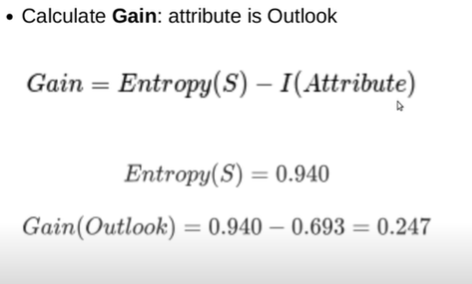 • Calculate Gain: attribute is Outlook
Gain = Entropy(S) − I(Attribute)
Entropy(S) = 0.940
Gain(Outlook) = 0.940 − 0.693 = 0.247